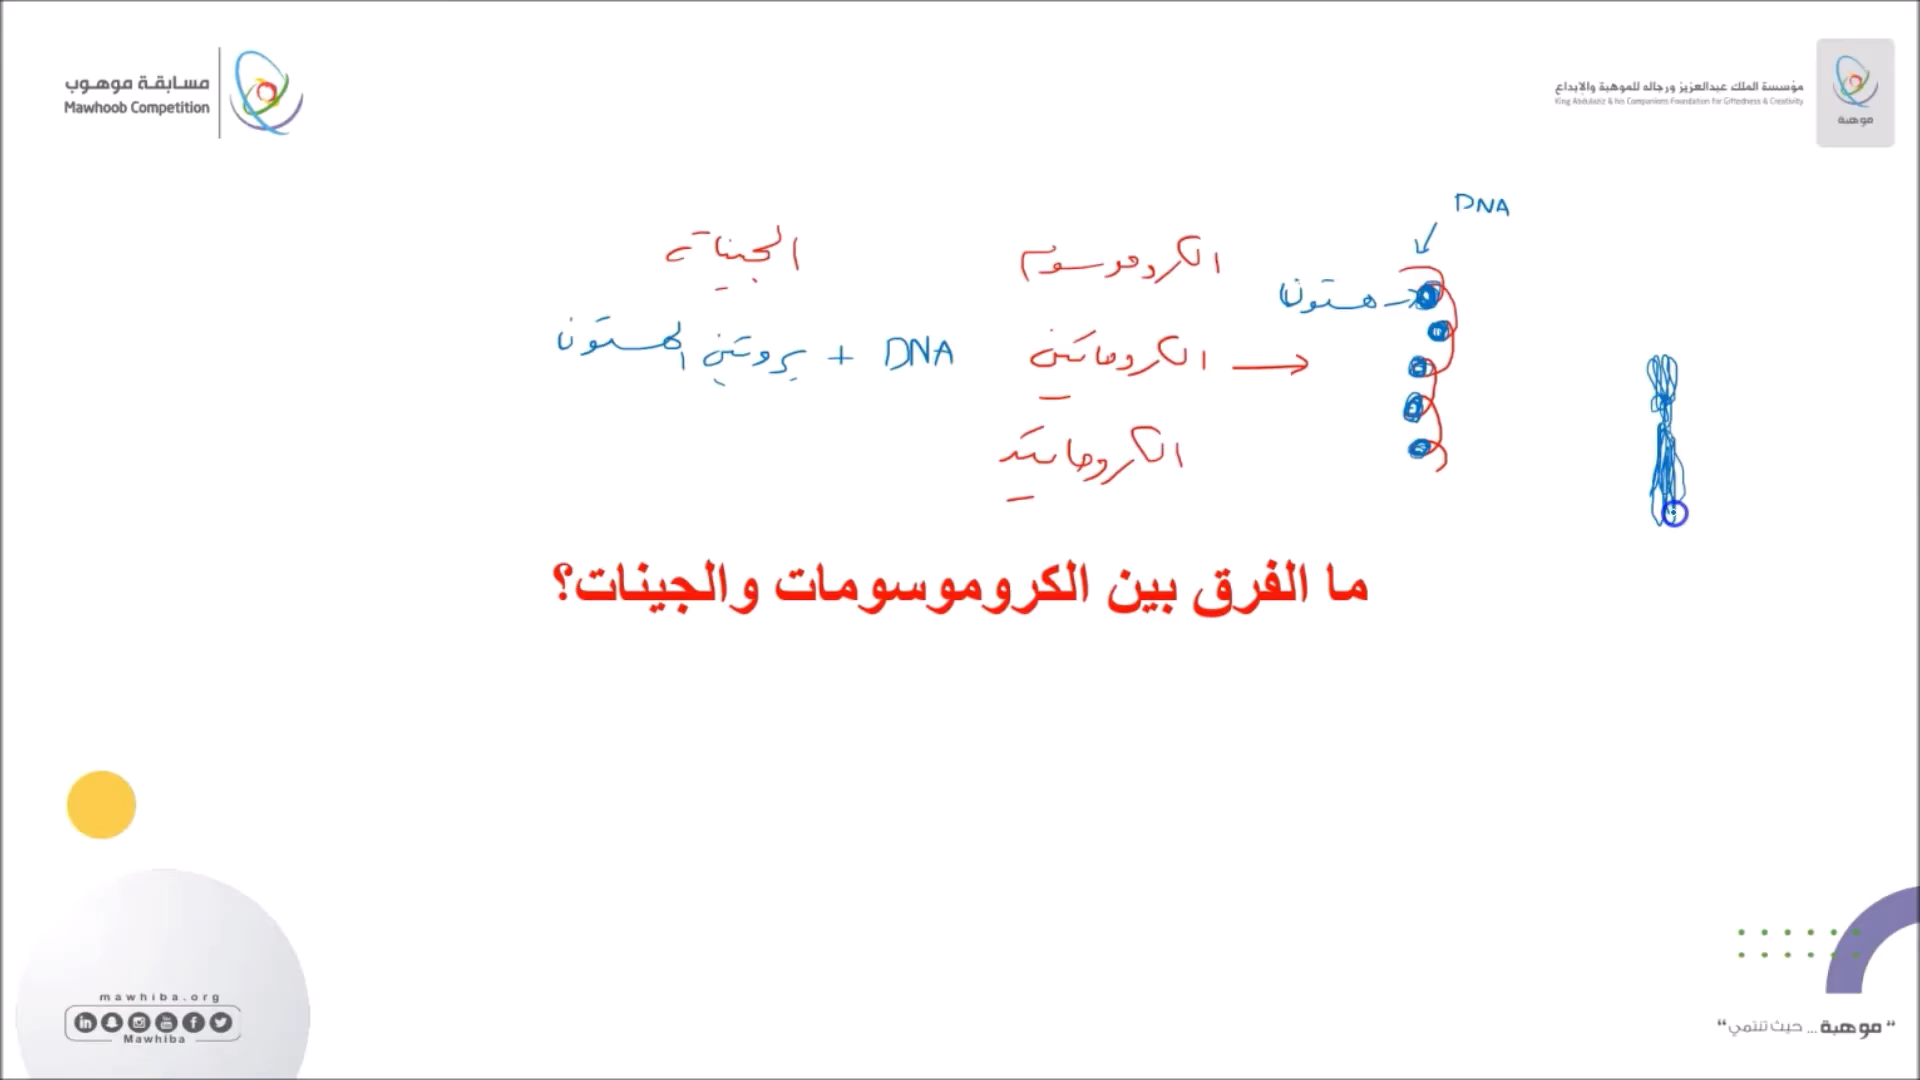 مسابقة موهوب
Mawhoob Competition
مؤسسة الملك عبدالعزيز ورجاله للموهبة والإبداع
King Abdulaziz & his Companions Foundation for Giftedness & Creativity
موهبة
DNA
الكروموسوم الجينات
هستون
الكروماتين DNA + بروتين الهستون
الكروماتيد
ما الفرق بين الكروموسومات والجينات؟
mawhiba.org
Mawhiba
"موهبة ... حيث تنتمي"